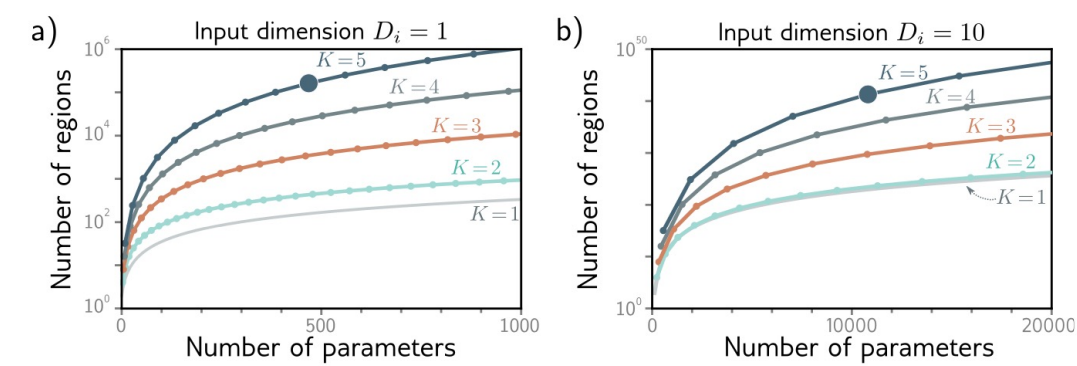 a)
Input dimension $D_i = 1$
Number of regions
10^6
10^4
10^2
10^0
K=5
K=4
K=3
K=2
K=1
0 500 1000
Number of parameters
b)
Input dimension $D_i = 10$
Number of regions
10^50
10^0
K=5
K=4
K=3
K=2
K=1
0 10000 20000
Number of parameters